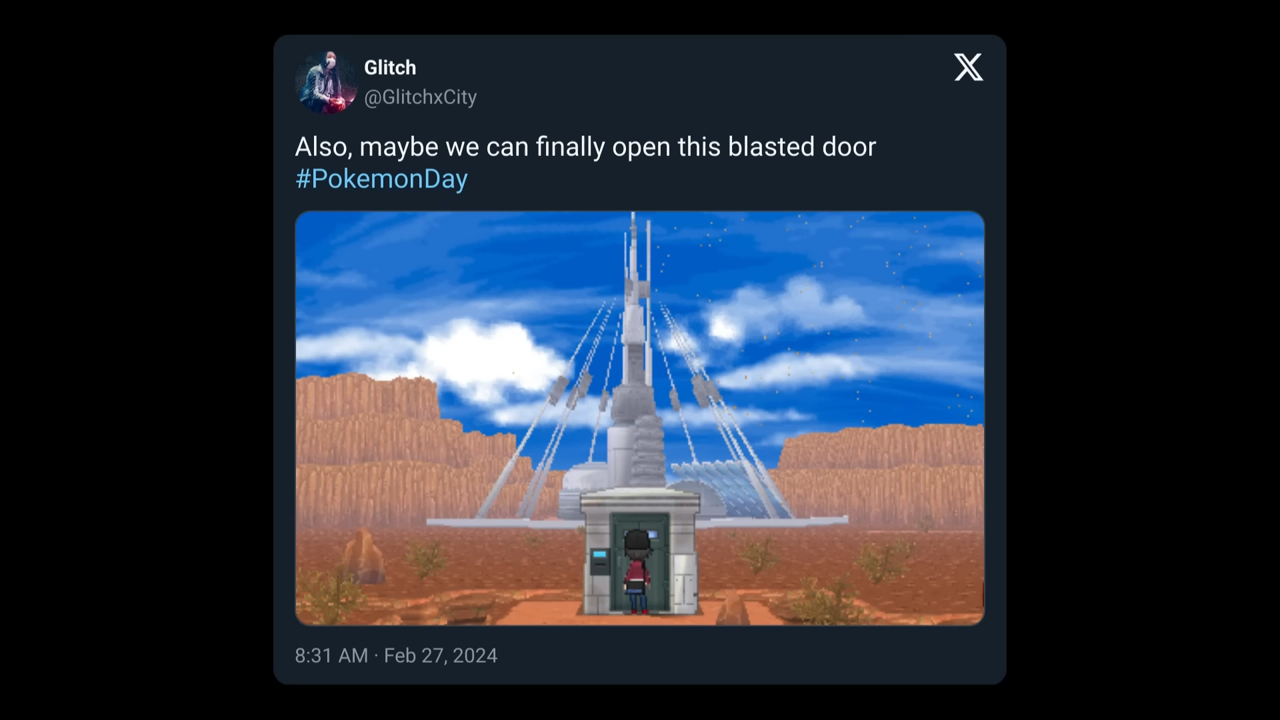 Glitch
@GlitchxCity
Also, maybe we can finally open this blasted door
#PokemonDay
8:31 AM · Feb 27, 2024